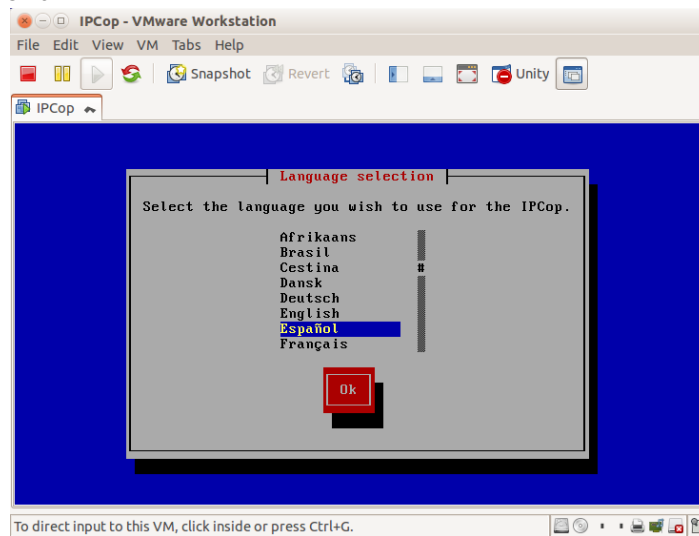 IPCop - VMware Workstation
File Edit View VM Tabs Help
Snapshot Revert Unity
IPCop
Language selection
Select the language you wish to use for the IPCop.
Afrikaans
Brasil
Cestina
#
Dansk
Deutsch
English
Español
Français
Ok
To direct input to this VM, click inside or press Ctrl+G.